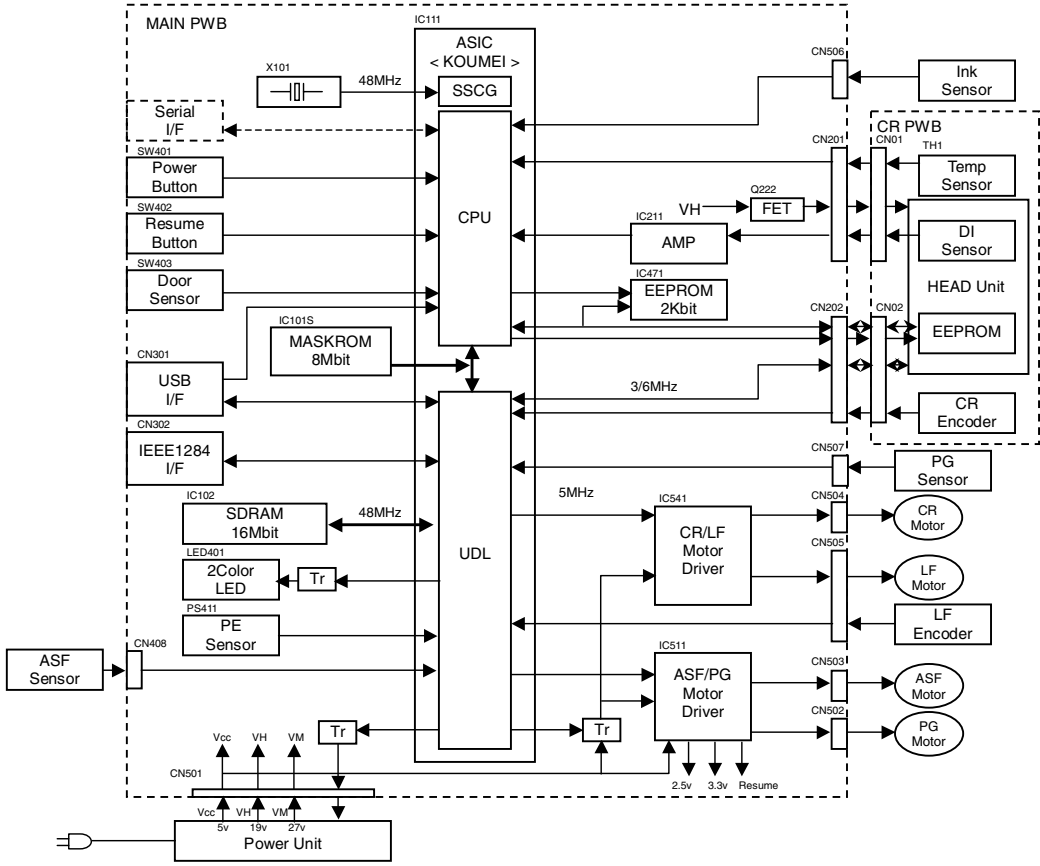 MAIN PWB
IC111
ASIC
< KOUMEI >
SSCG
X101
48MHz
Serial
I/F
SW401
Power
Button
SW402
Resume
Button
SW403
Door
Sensor
CPU
CN506
Ink
Sensor
CR PWB
CN201
CN01
TH1
Temp
Sensor
Q222
VH
FET
IC211
AMP
DI
Sensor
HEAD Unit
IC471
EEPROM
2Kbit
CN202
CN02
EEPROM
IC101S
MASKROM
8Mbit
CN301
USB
I/F
3/6MHz
CR
Encoder
CN302
IEEE1284
I/F
CN507
PG
Sensor
IC102
SDRAM
16Mbit
48MHz
UDL
5MHz
IC541
CR/LF
Motor
Driver
CN504
CR
Motor
CN505
LF
Motor
LED401
2Color
LED
Tr
PS411
PE
Sensor
LF
Encoder
CN408
ASF
Sensor
IC511
ASF/PG
Motor
Driver
CN503
ASF
Motor
CN502
PG
Motor
Tr
Tr
Vcc
VH
VM
CN501
2.5v
3.3v
Resume
Vcc
VH
VM
5v
19v
27v
Power Unit